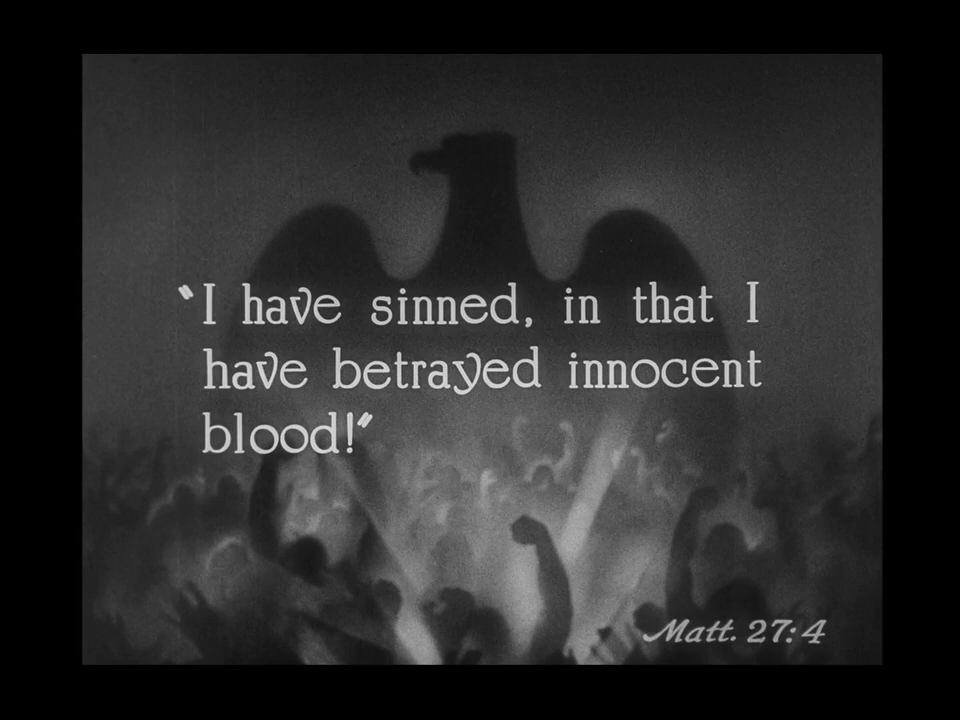 "I have sinned, in that I
have betrayed innocent
blood!"
Matt. 27:4